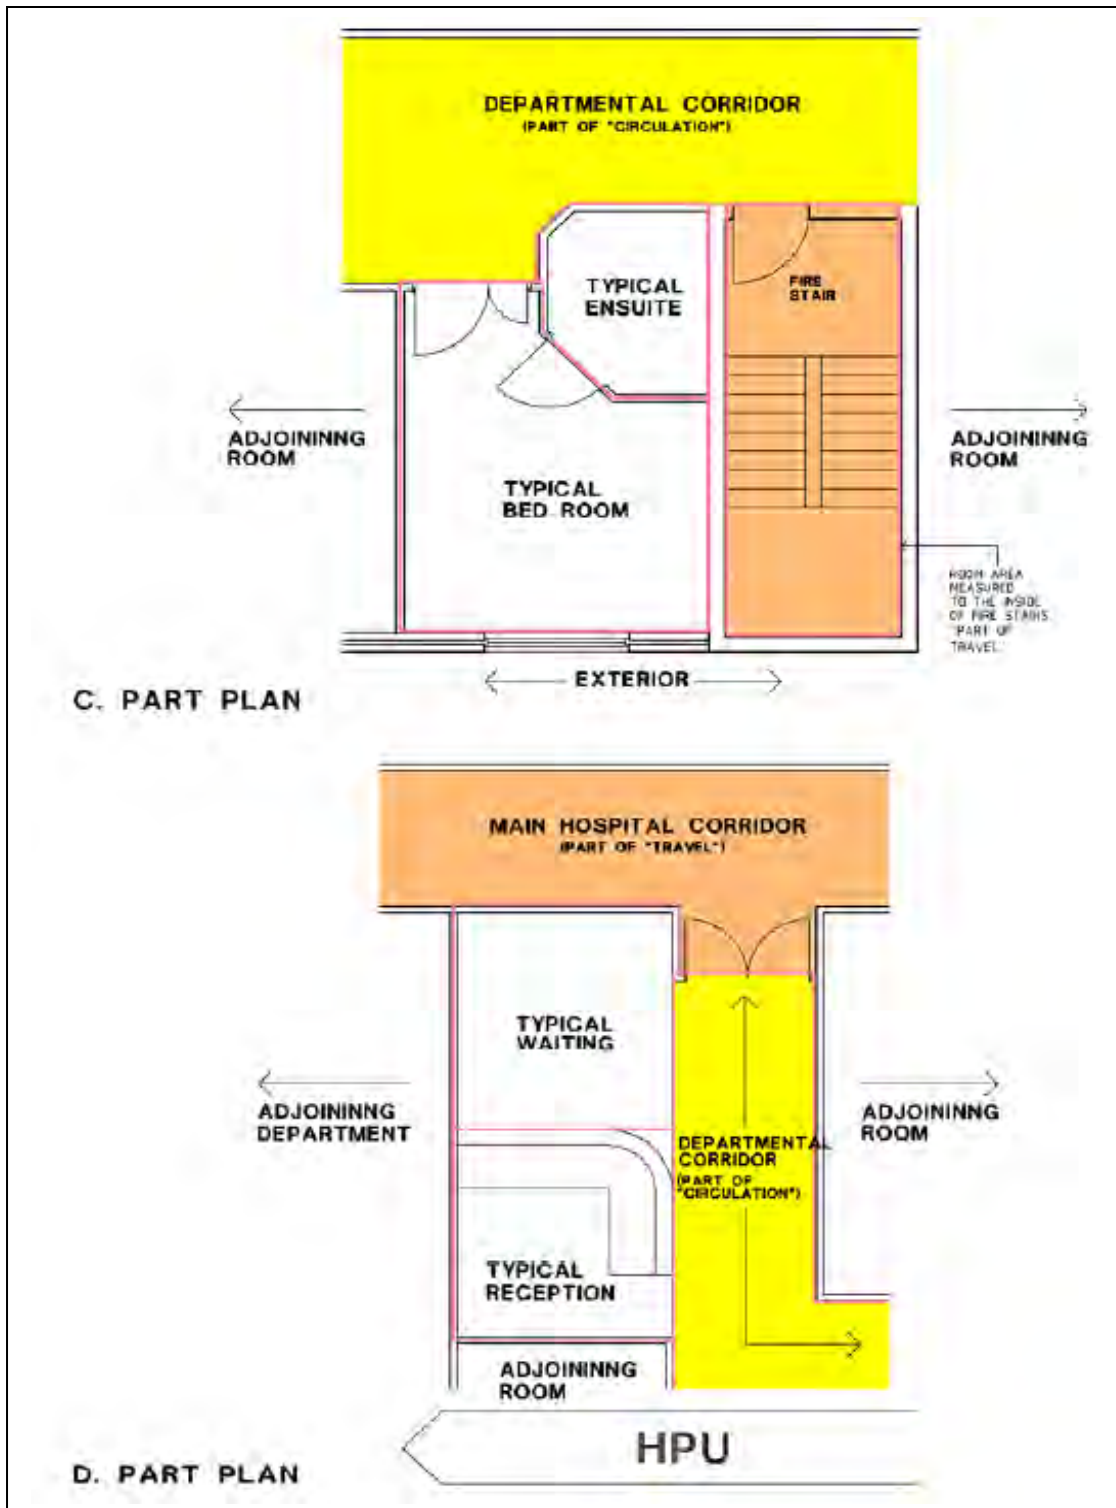 DEPARTMENTAL CORRIDOR
(PART OF "CIRCULATION")
TYPICAL
ENSUITE
FIRE
STAIR
ADJOININNG
ROOM
ADJOININNG
ROOM
TYPICAL
BED ROOM
ROOM AREA
MEASURED
TO THE INSIDE
OF FIRE STAIRS
"PART OF
TRAVEL"
EXTERIOR
C. PART PLAN
MAIN HOSPITAL CORRIDOR
(PART OF "TRAVEL")
TYPICAL
WAITING
ADJOININNG
DEPARTMENT
ADJOININNG
ROOM
DEPARTMENTAL
CORRIDOR
(PART OF
"CIRCULATION")
TYPICAL
RECEPTION
ADJOININNG
ROOM
HPU
D. PART PLAN